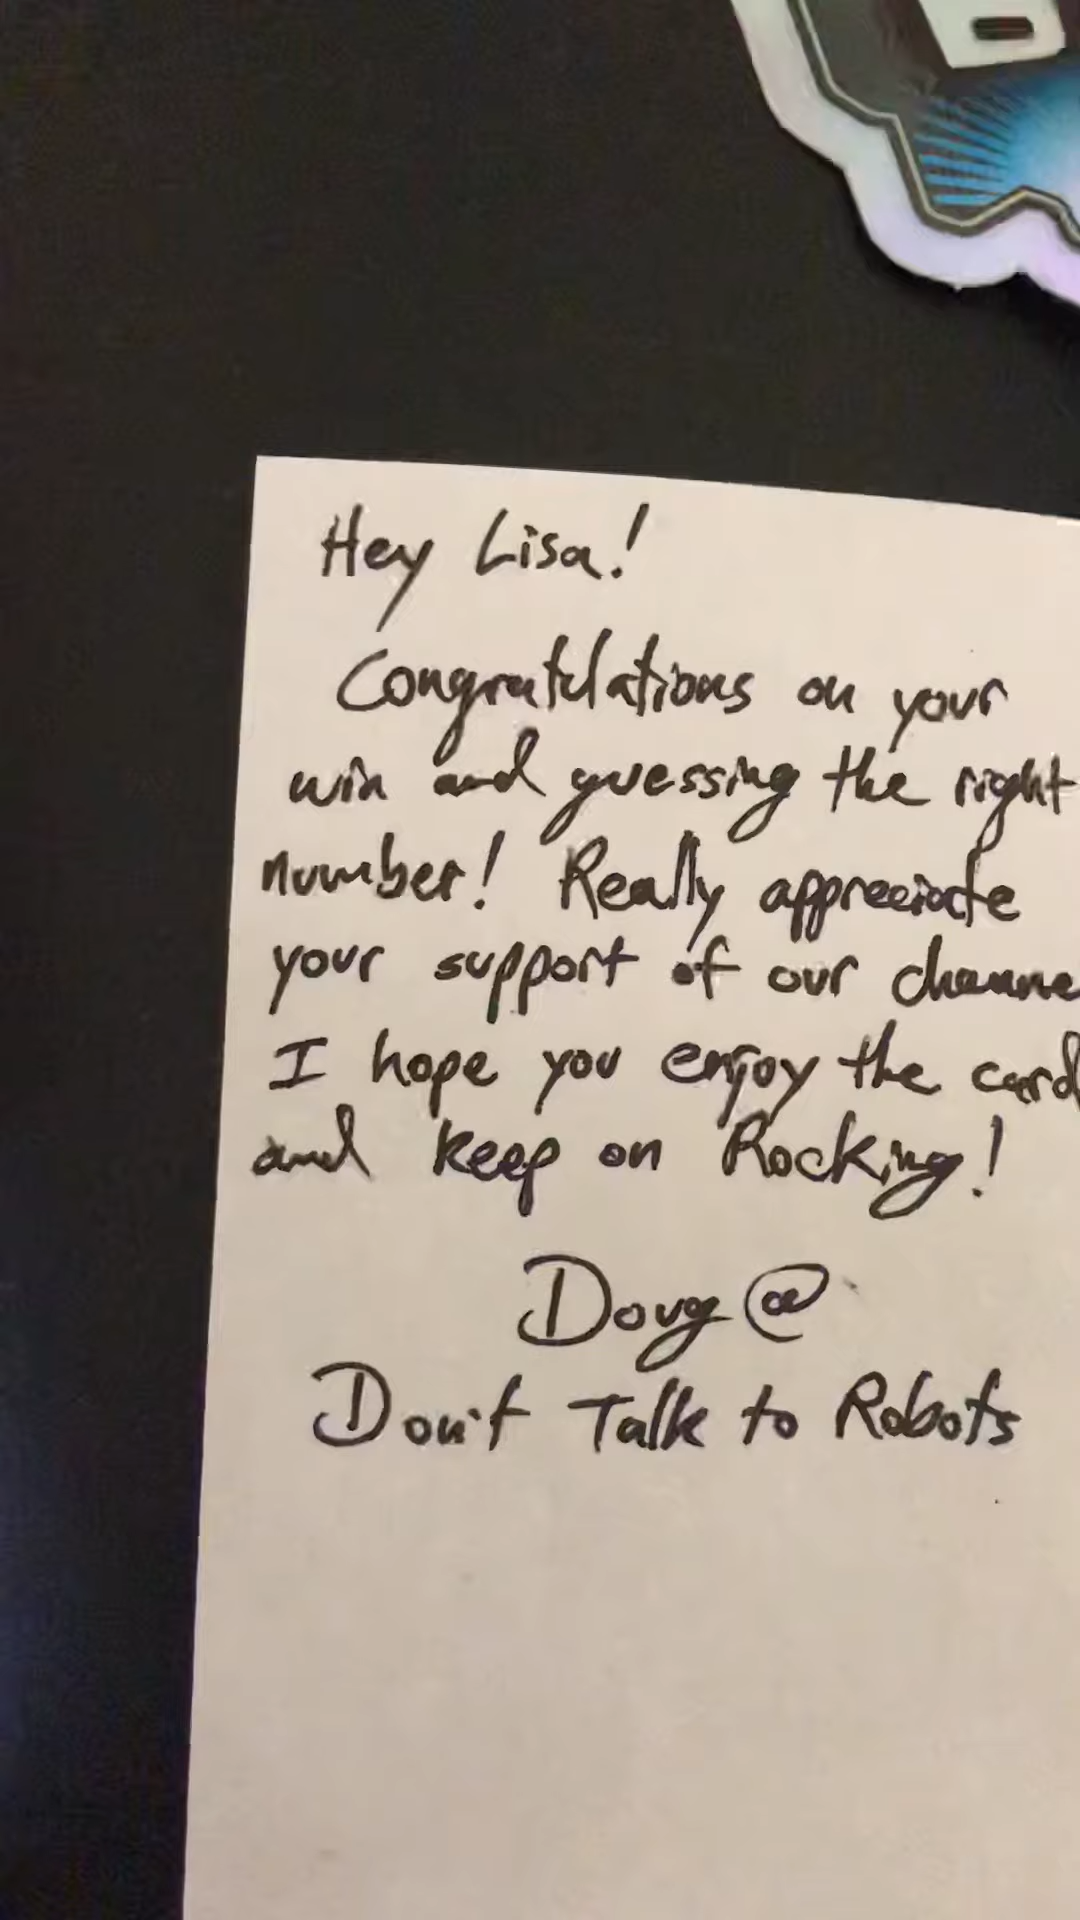 Hey Lisa!
Congratulations on your
win and guessing the right
number! Really appreciate
your support of our channe
I hope you enjoy the card
and keep on Rocking!
Doug @
Don't Talk to Robots